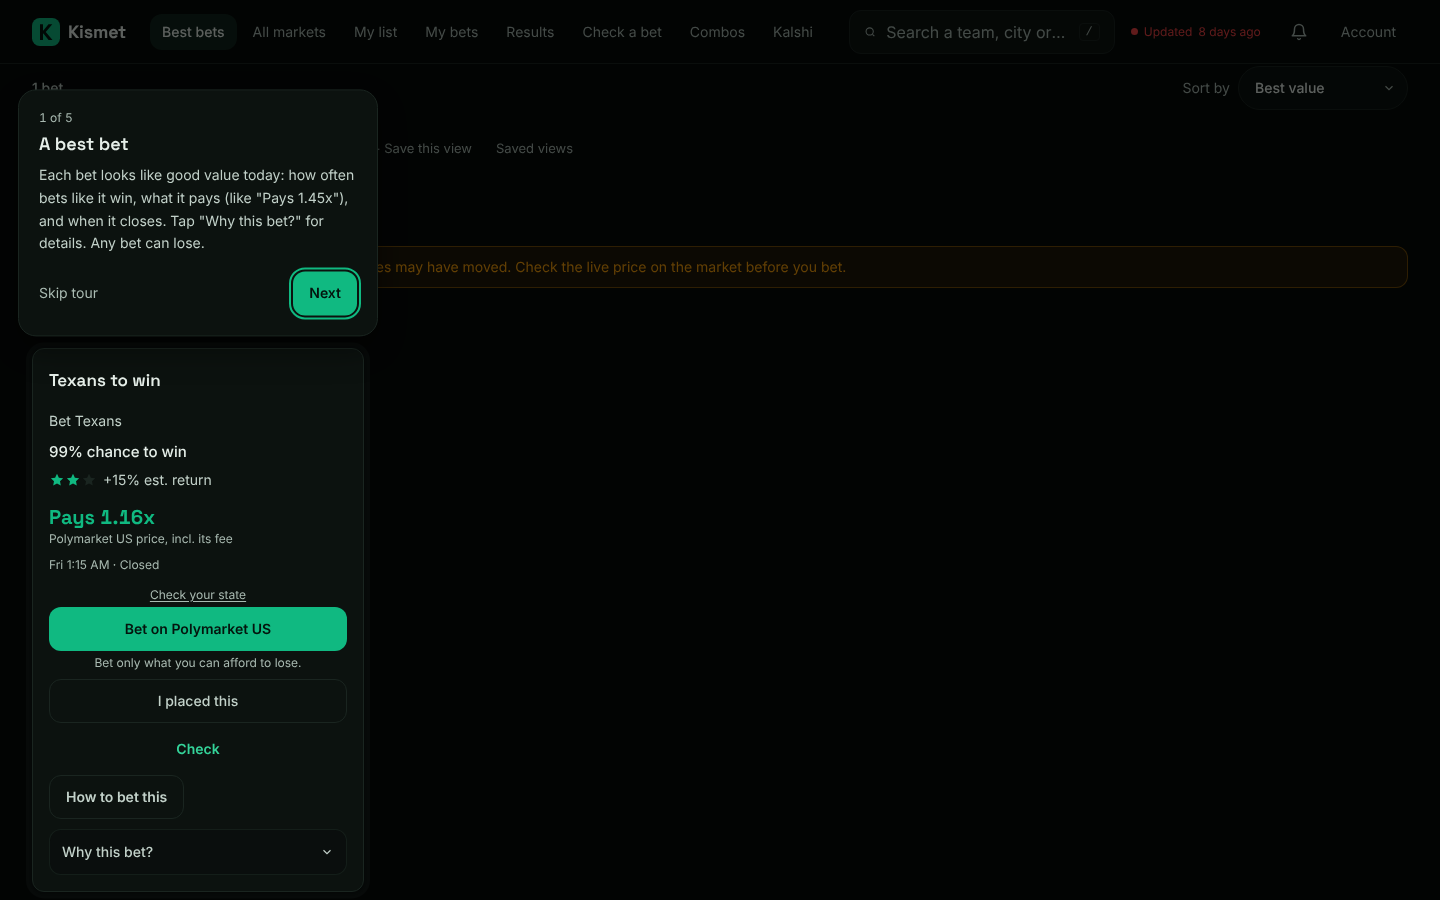 Kismet
Best bets
All markets
My list
My bets
Results
Check a bet
Combos
Kalshi
Search a team, city or...
/
Updated 8 days ago
Account
1 bet
Sort by
Best value
1 of 5
A best bet
Each bet looks like good value today: how often
bets like it win, what it pays (like "Pays 1.45x"),
and when it closes. Tap "Why this bet?" for
details. Any bet can lose.
Skip tour
Next
Save this view
Saved views
may have moved. Check the live price on the market before you bet.
Texans to win
Bet Texans
99% chance to win
+15% est. return
Pays 1.16x
Polymarket US price, incl. its fee
Fri 1:15 AM · Closed
Check your state
Bet on Polymarket US
Bet only what you can afford to lose.
I placed this
Check
How to bet this
Why this bet?